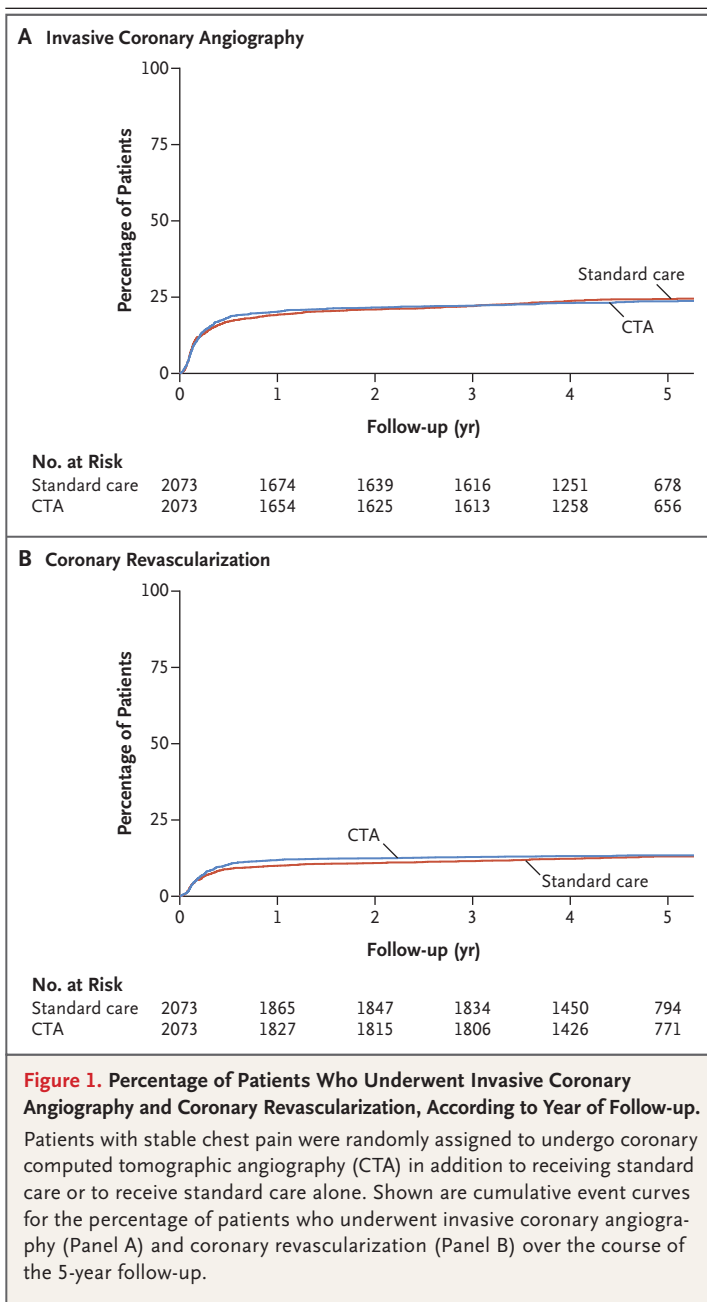 A Invasive Coronary Angiography
100
75
50
25
0
Percentage of Patients
Standard care
CTA
0 1 2 3 4 5
Follow-up (yr)
No. at Risk
Standard care 2073 1674 1639 1616 1251 678
CTA 2073 1654 1625 1613 1258 656
B Coronary Revascularization
100
75
50
25
0
Percentage of Patients
CTA
Standard care
0 1 2 3 4 5
Follow-up (yr)
No. at Risk
Standard care 2073 1865 1847 1834 1450 794
CTA 2073 1827 1815 1806 1426 771
Figure 1. Percentage of Patients Who Underwent Invasive Coronary
Angiography and Coronary Revascularization, According to Year of Follow-up.
Patients with stable chest pain were randomly assigned to undergo coronary
computed tomographic angiography (CTA) in addition to receiving standard
care or to receive standard care alone. Shown are cumulative event curves
for the percentage of patients who underwent invasive coronary angiogra-
phy (Panel A) and coronary revascularization (Panel B) over the course of
the 5-year follow-up.